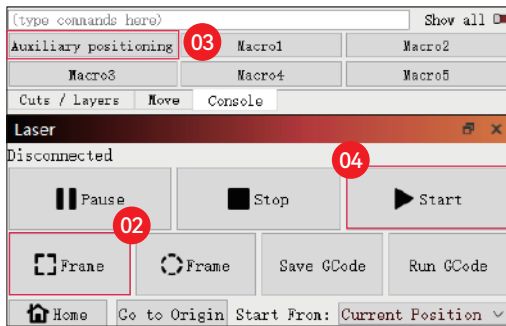 (type commands here) Show all
Auxiliary positioning 03 Macro1 Macro2
Macro3 Macro4 Macro5
Cuts / Layers Move Console
Laser
Disconnected 04
Pause Stop Start
02
Frame Frame Save GCode Run GCode
Home Go to Origin Start From: Current Position